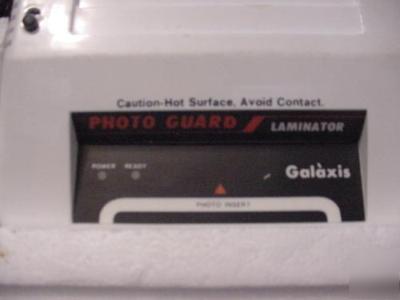 Caution-Hot Surface, Avoid Contact.
PHOTO GUARD LAMINATOR
POWER READY
Galàxis
PHOTO INSERT